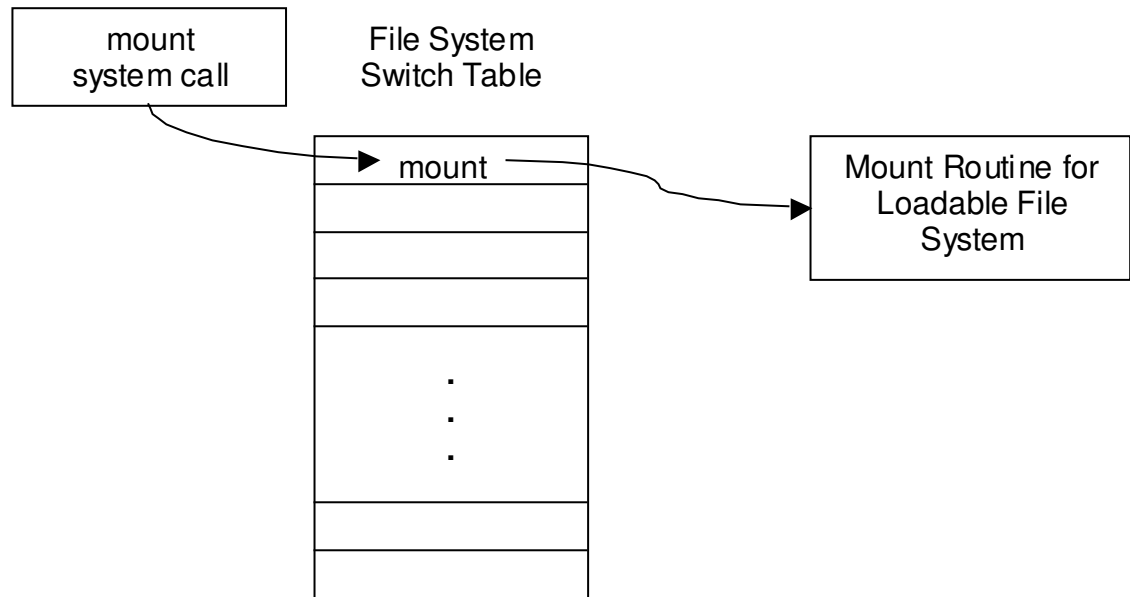 mount
system call
File System
Switch Table
mount
Mount Routine for
Loadable File
System
.
.
.